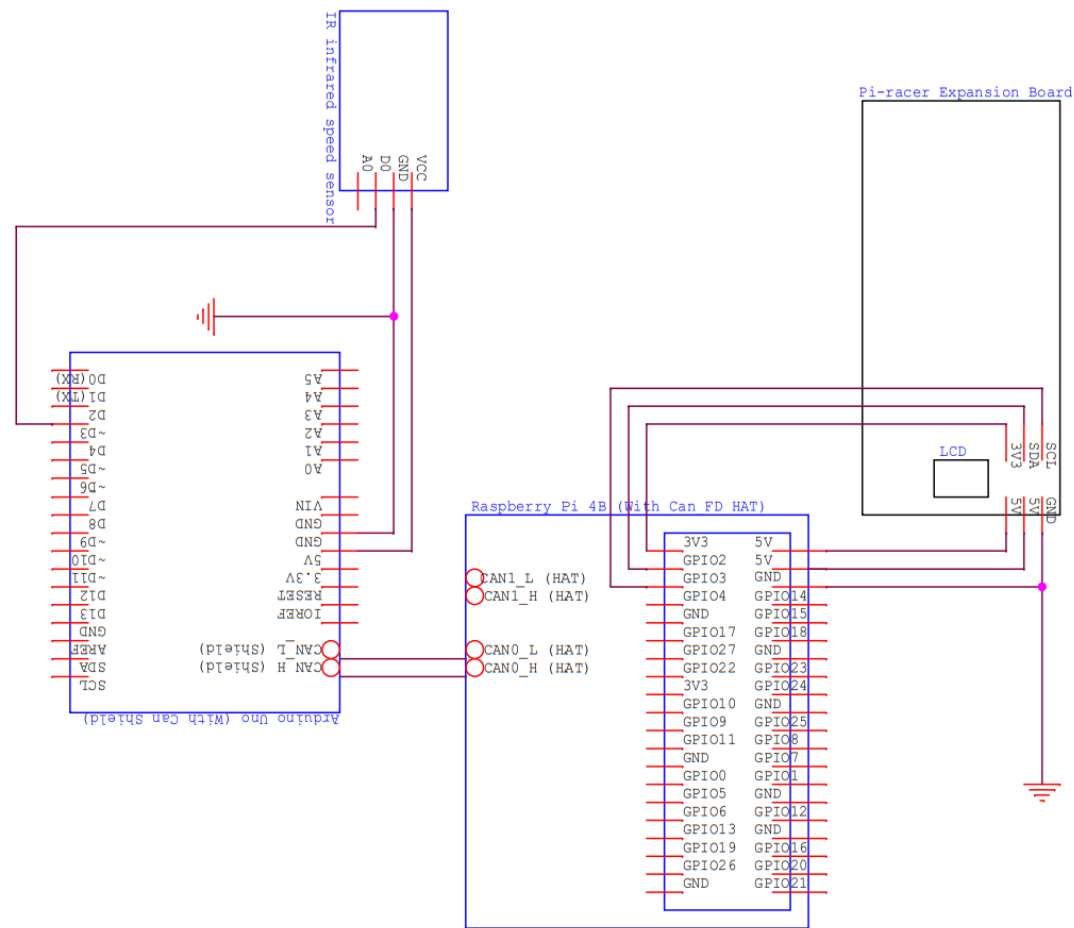 IR infrared speed sensor
A0
D0
GND
VCC
Pi-racer Expansion Board
LCD
3V3
SDA
SCL
5V
5V
GND
D0(RX)
D1(TX)
D2
~D3
D4
~D5
~D6
D7
D8
~D9
~D10
~D11
D12
D13
GND
AREF
SDA
SCL
A5
A4
A3
A2
A1
A0
VIN
GND
GND
5V
3.3V
RESET
IOREF
CAN_L (Shield)
CAN_H (Shield)
Arduino Uno (With Can Shield)
Raspberry Pi 4B (With Can FD HAT)
CAN1_L (HAT)
CAN1_H (HAT)
CAN0_L (HAT)
CAN0_H (HAT)
3V3 5V
GPIO2 5V
GPIO3 GND
GPIO4 GPIO14
GND GPIO15
GPIO17 GPIO18
GPIO27 GND
GPIO22 GPIO23
3V3 GPIO24
GPIO10 GND
GPIO9 GPIO25
GPIO11 GPIO8
GND GPIO7
GPIO0 GPIO1
GPIO5 GND
GPIO6 GPIO12
GPIO13 GND
GPIO19 GPIO16
GPIO26 GPIO20
GND GPIO21